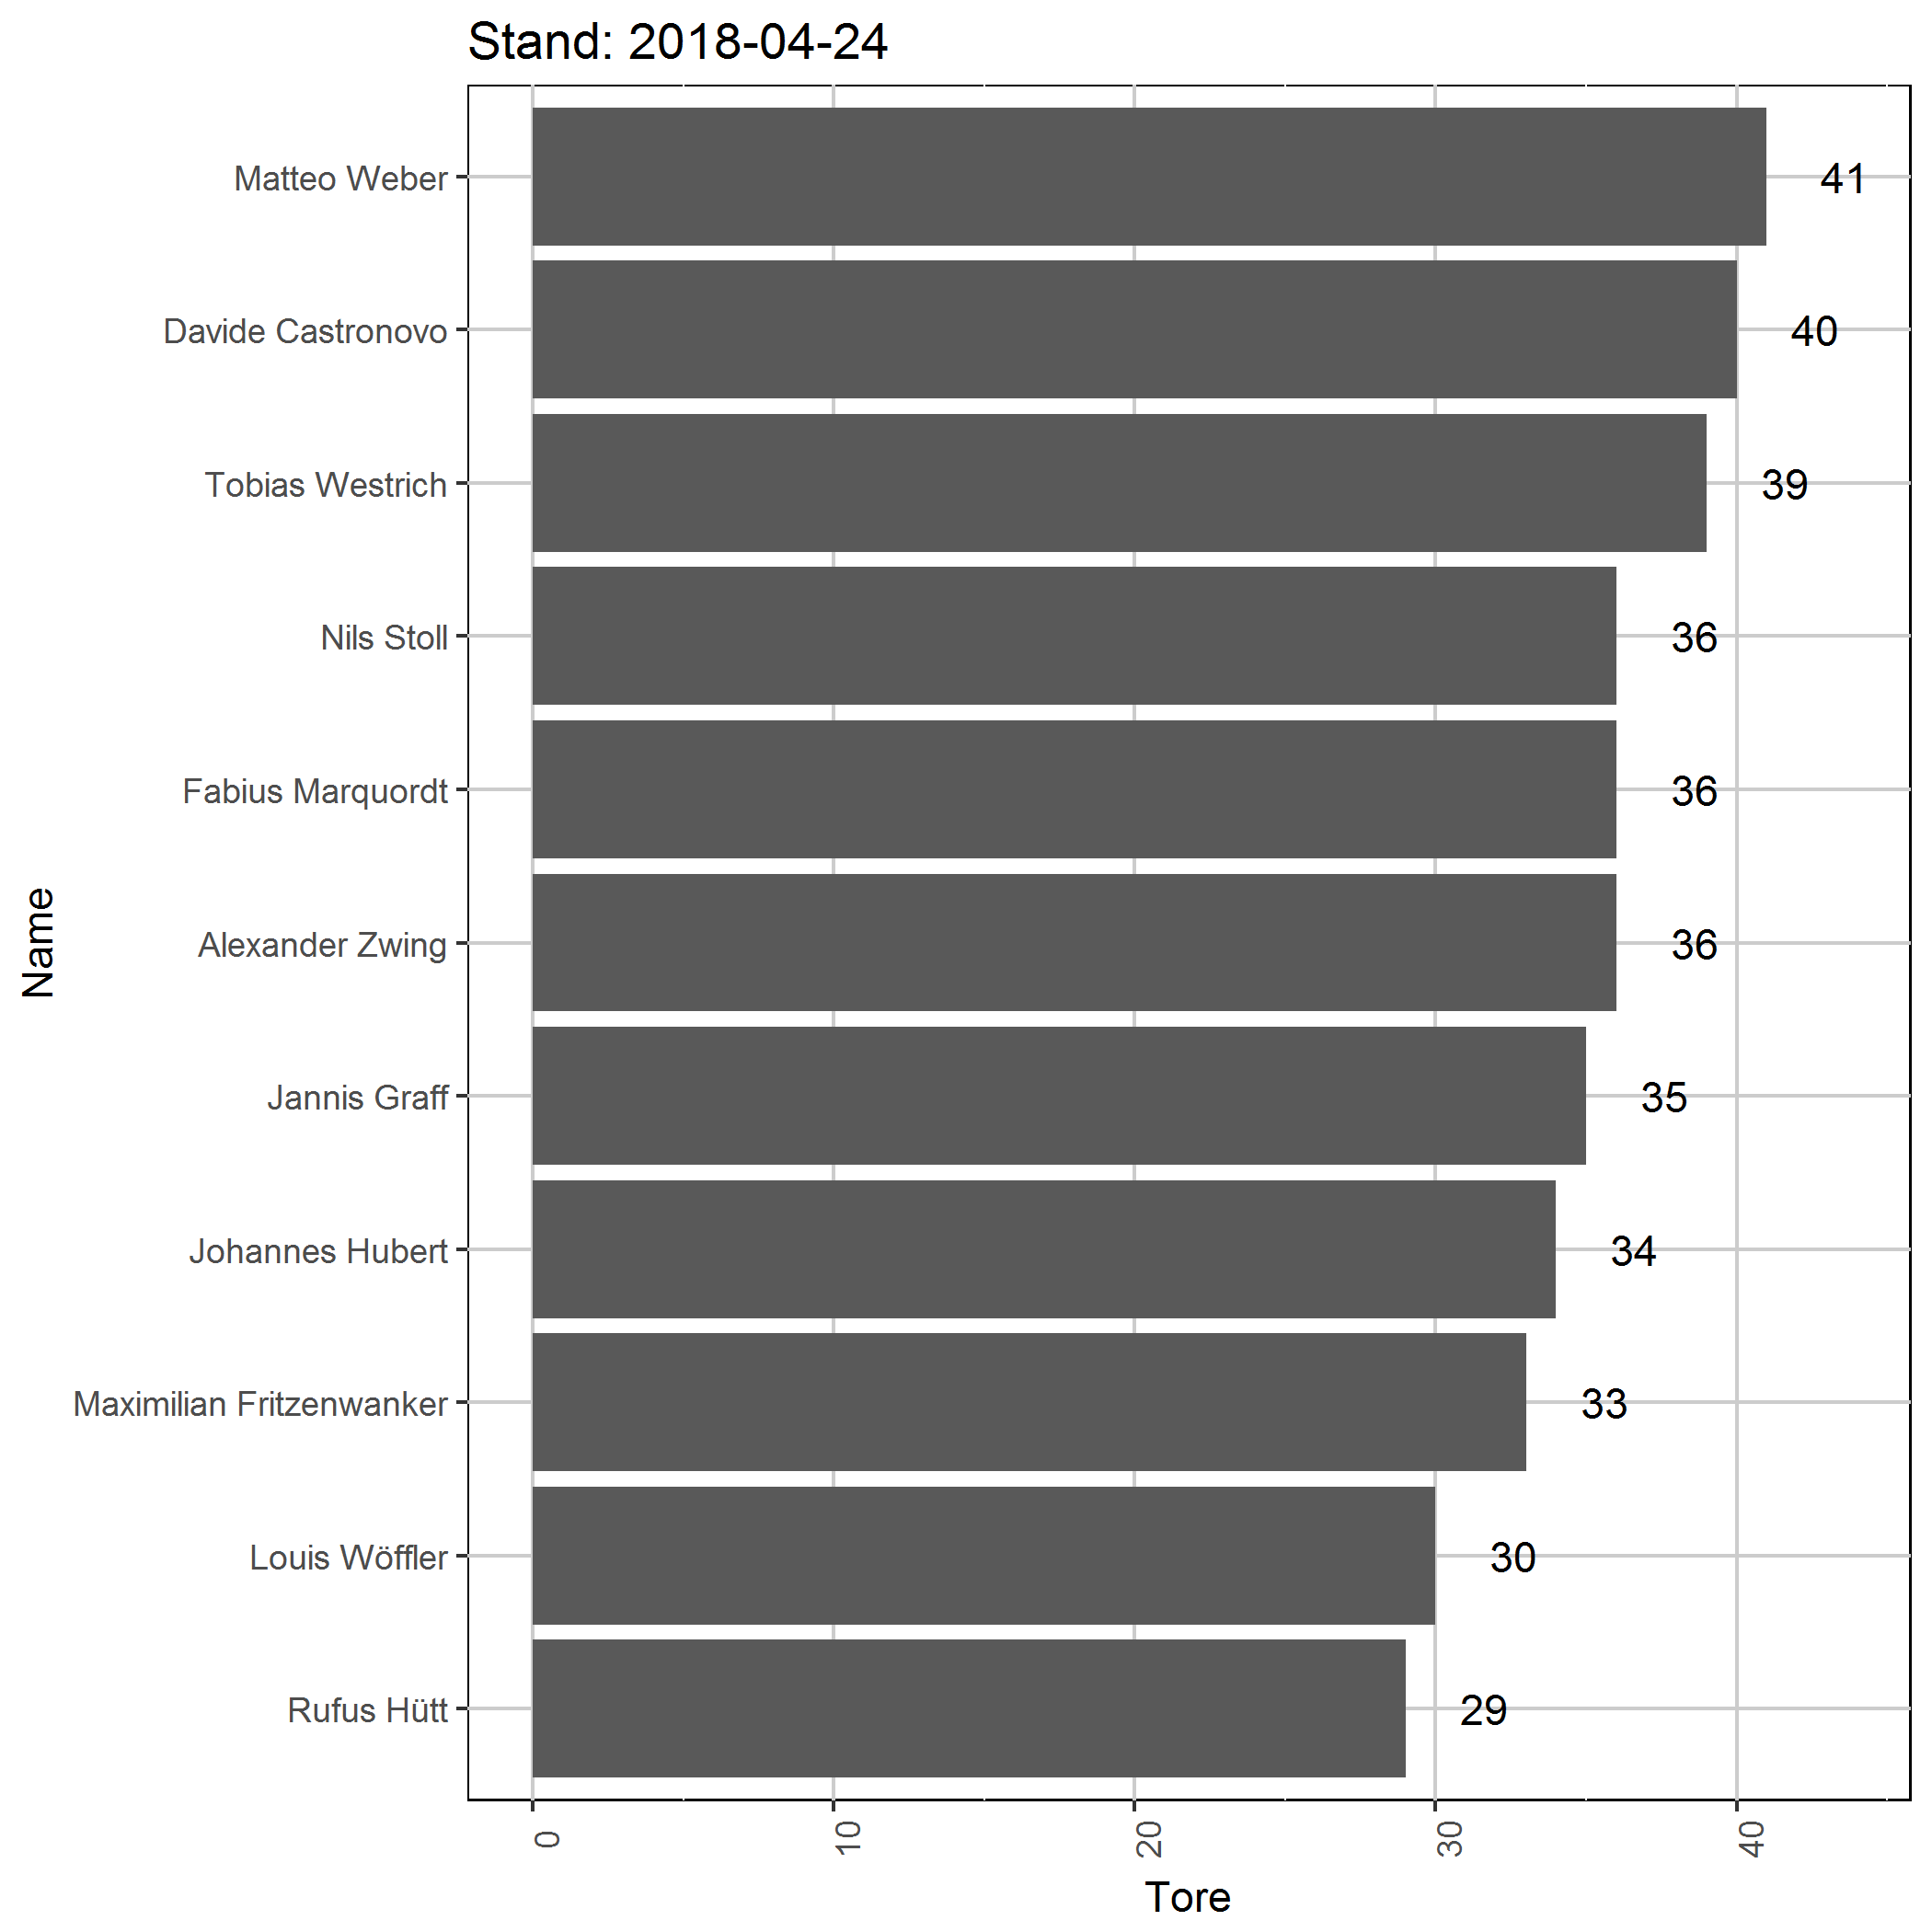 Stand: 2018-04-24
Matteo Weber 41
Davide Castronovo 40
Tobias Westrich 39
Nils Stoll 36
Fabius Marquordt 36
Alexander Zwing 36
Jannis Graff 35
Johannes Hubert 34
Maximilian Fritzenwanker 33
Louis Wöffler 30
Rufus Hütt 29
Name
0 10 20 30 40
Tore